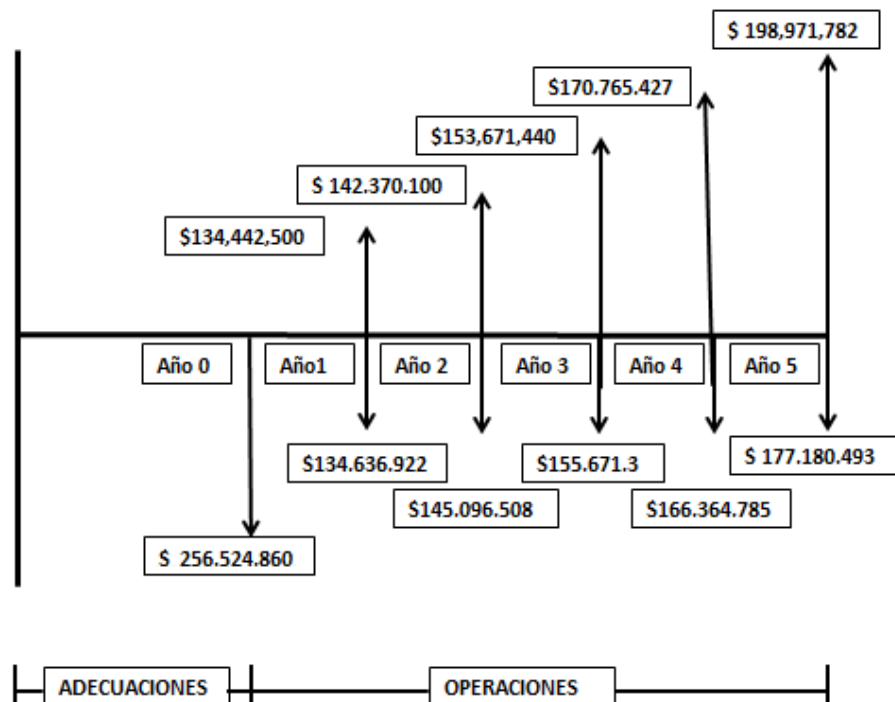 $ 198,971,782
$170.765.427
$153,671,440
$ 142.370.100
$134,442,500
Año 0
Año1
Año 2
Año 3
Año 4
Año 5
$134.636.922
$155.671.3
$ 177.180.493
$145.096.508
$166.364.785
$ 256.524.860
ADECUACIONES
OPERACIONES